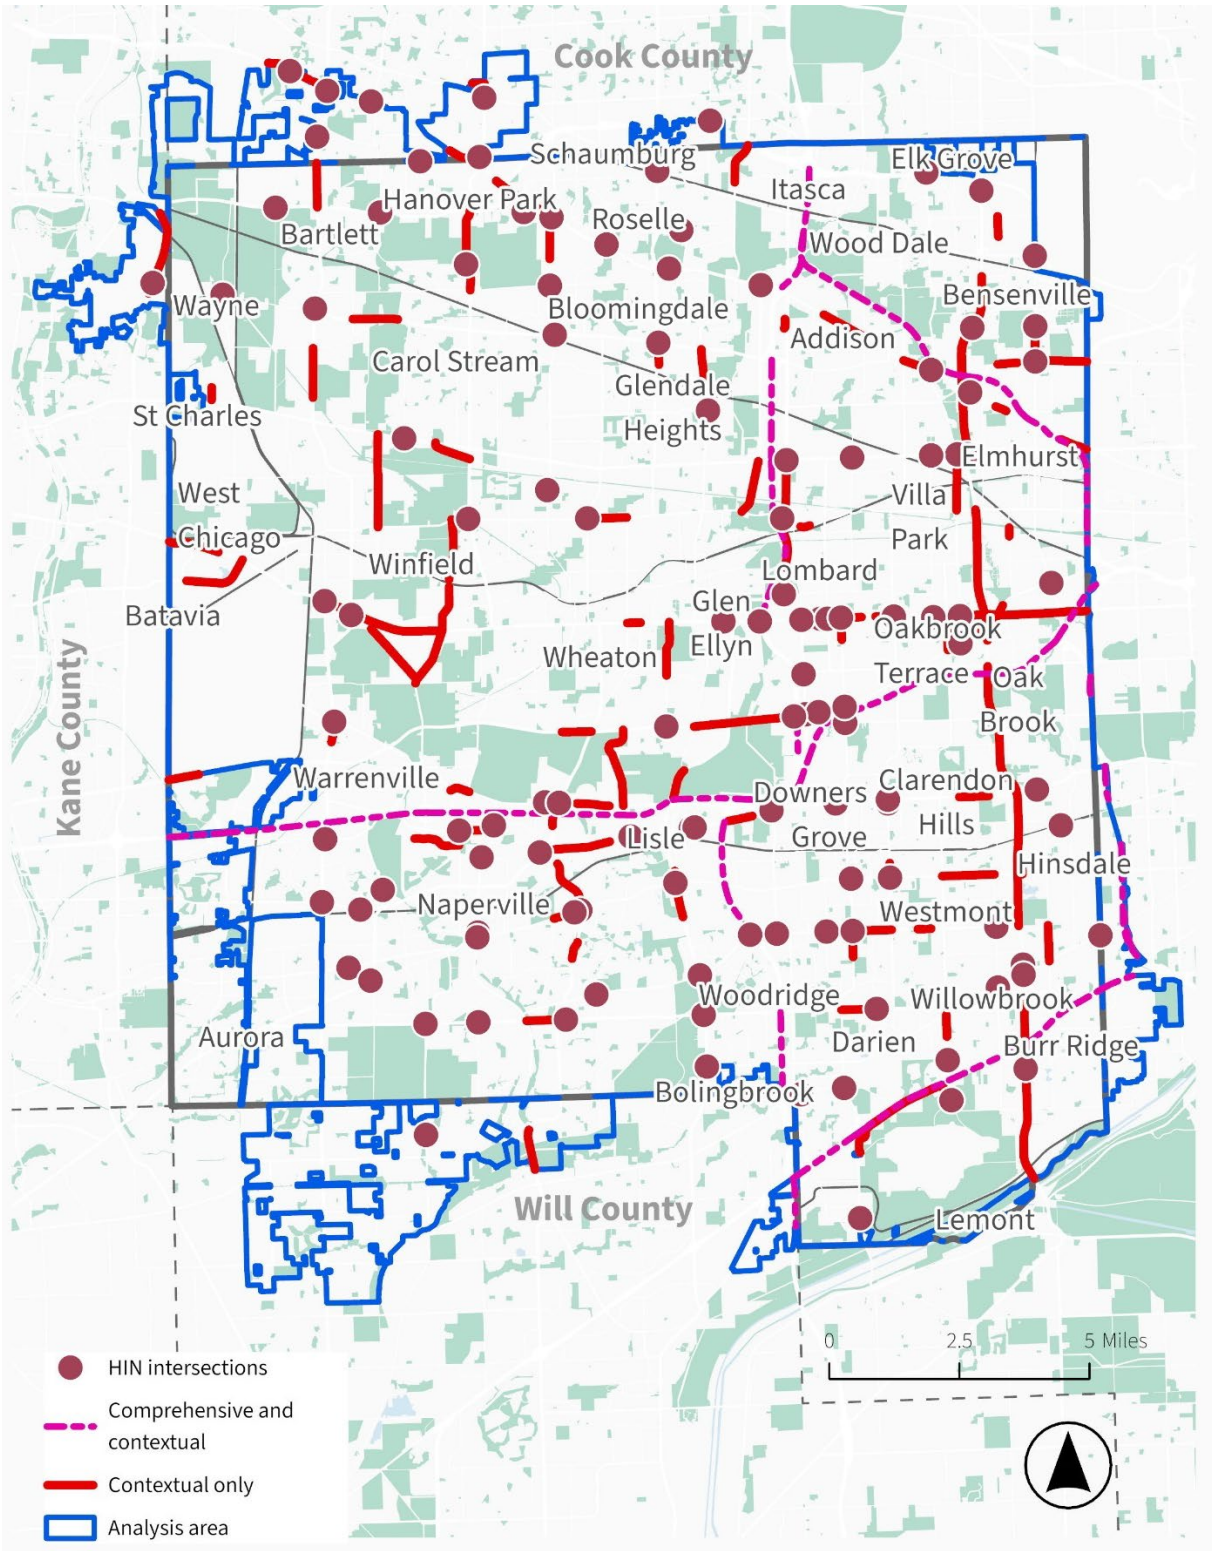 Cook County
Schaumburg
Elk Grove
Itasca
Hanover Park
Roselle
Bartlett
Wood Dale
Wayne
Bensenville
Bloomingdale
Addison
Carol Stream
Glendale
Heights
St Charles
Elmhurst
West
Chicago
Villa
Park
Winfield
Lombard
Batavia
Glen
Ellyn
Oakbrook
Terrace
Wheaton
Oak
Brook
Kane County
Warrenville
Downers
Grove
Clarendon
Hills
Lisle
Hinsdale
Naperville
Westmont
Woodridge
Willowbrook
Aurora
Darien
Burr Ridge
Bolingbrook
Will County
Lemont
0 2.5 5 Miles
HIN intersections
Comprehensive and
contextual
Contextual only
Analysis area